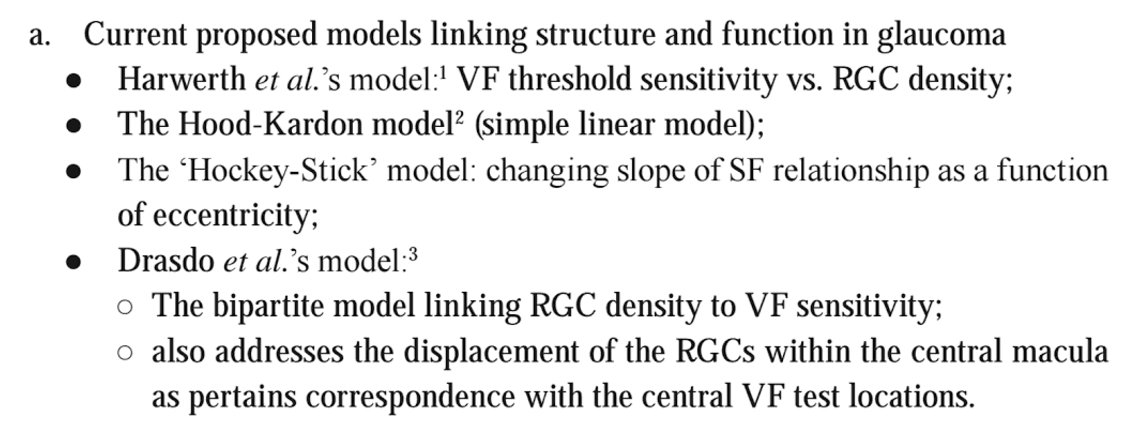 a. Current proposed models linking structure and function in glaucoma
● Harwerth et al.’s model:¹ VF threshold sensitivity vs. RGC density;
● The Hood-Kardon model² (simple linear model);
● The ‘Hockey-Stick’ model: changing slope of SF relationship as a function
of eccentricity;
● Drasdo et al.’s model:³
○ The bipartite model linking RGC density to VF sensitivity;
○ also addresses the displacement of the RGCs within the central macula
as pertains correspondence with the central VF test locations.